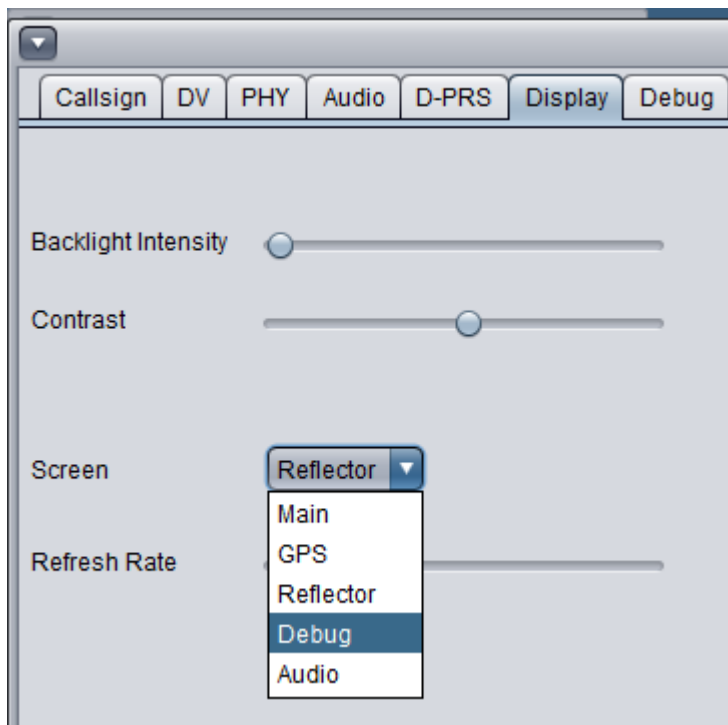 Callsign DV PHY Audio D-PRS Display Debug
Backlight Intensity
Contrast
Screen Reflector
Main
GPS
Refresh Rate
Reflector
Debug
Audio